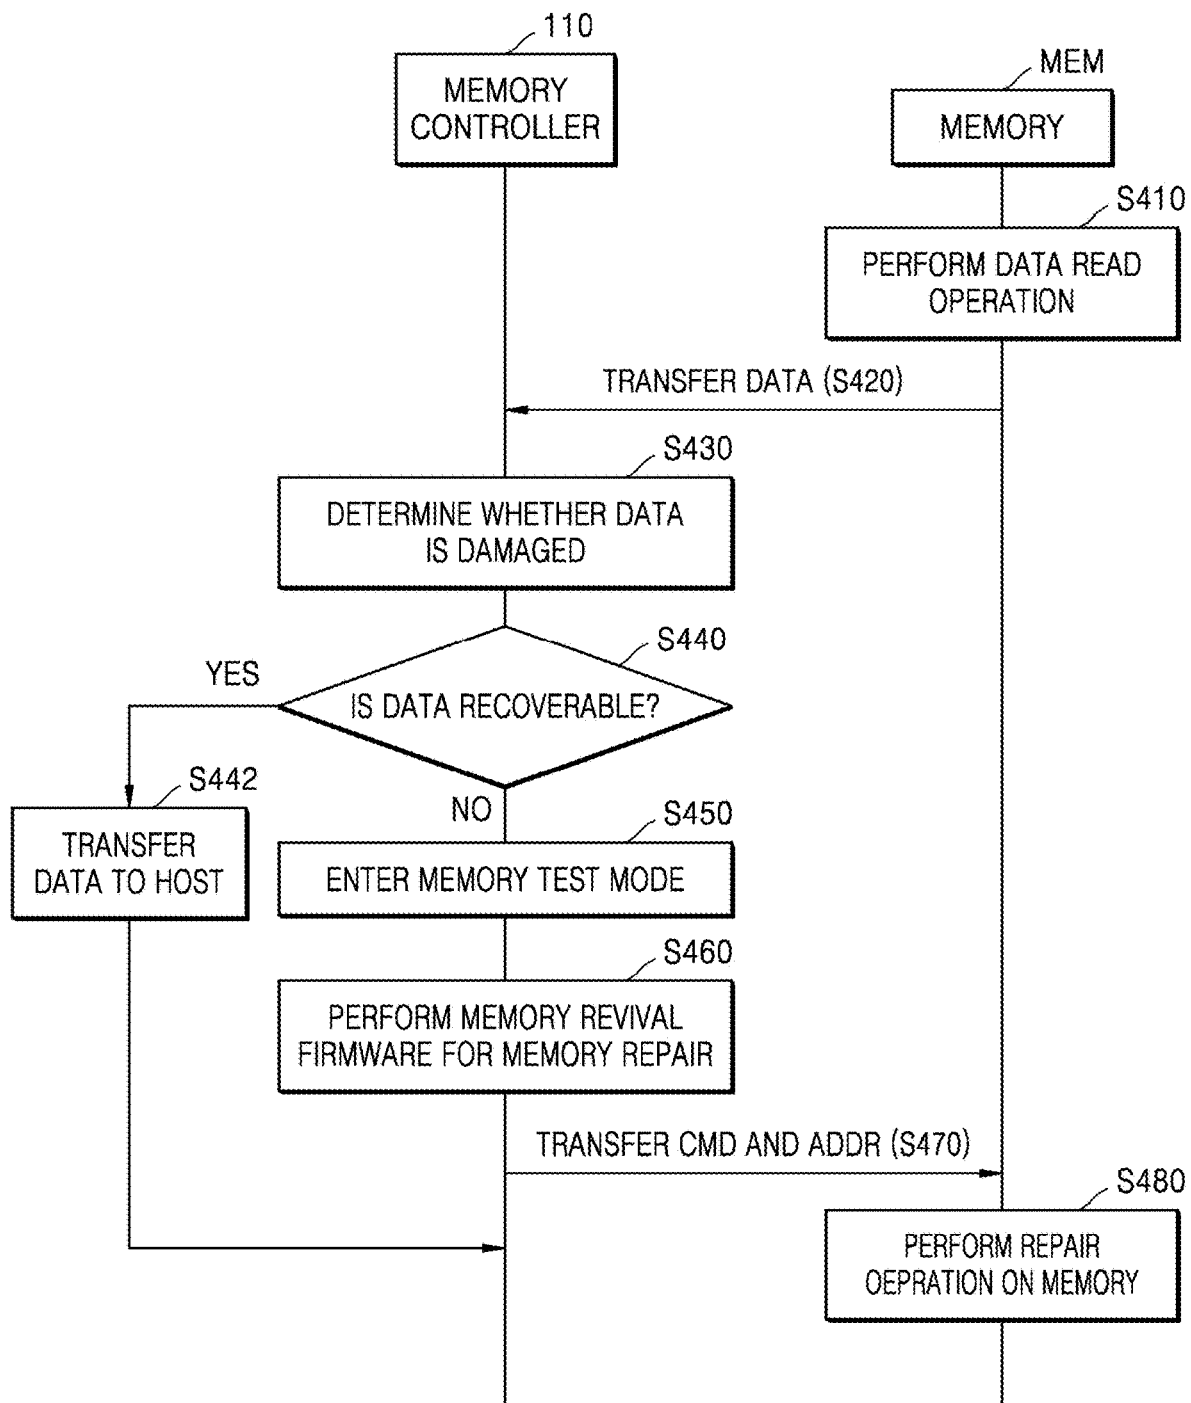 110
MEMORY
CONTROLLER
MEM
MEMORY
S410
PERFORM DATA READ
OPERATION
TRANSFER DATA (S420)
S430
DETERMINE WHETHER DATA
IS DAMAGED
S440
YES
IS DATA RECOVERABLE?
S442
TRANSFER
DATA TO HOST
NO
S450
ENTER MEMORY TEST MODE
S460
PERFORM MEMORY REVIVAL
FIRMWARE FOR MEMORY REPAIR
TRANSFER CMD AND ADDR (S470)
S480
PERFORM REPAIR
OEPRATION ON MEMORY